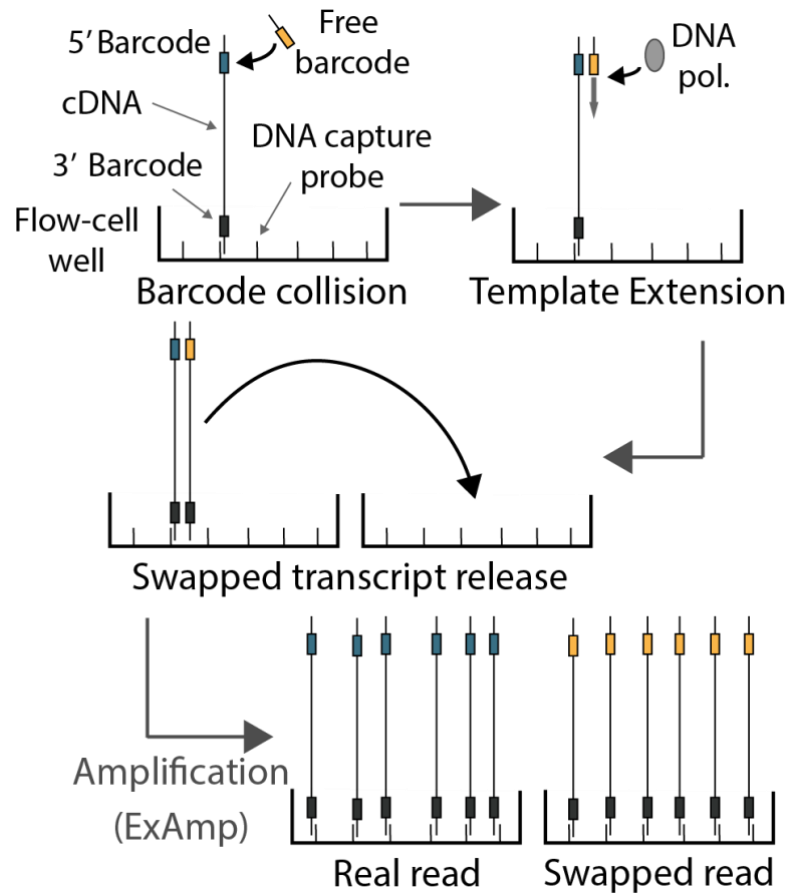 5’ Barcode
Free
barcode
cDNA
3’ Barcode
DNA capture
probe
Flow-cell
well
Barcode collision
DNA
pol.
Template Extension
Swapped transcript release
Amplification
(ExAmp)
Real read
Swapped read